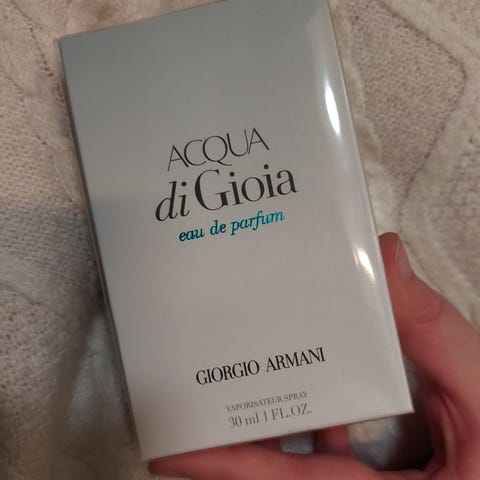 ACQUA
di Gioia
eau de parfum
GIORGIO ARMANI
VAPORISATEUR SPRAY
30 ml 1 FL.OZ.